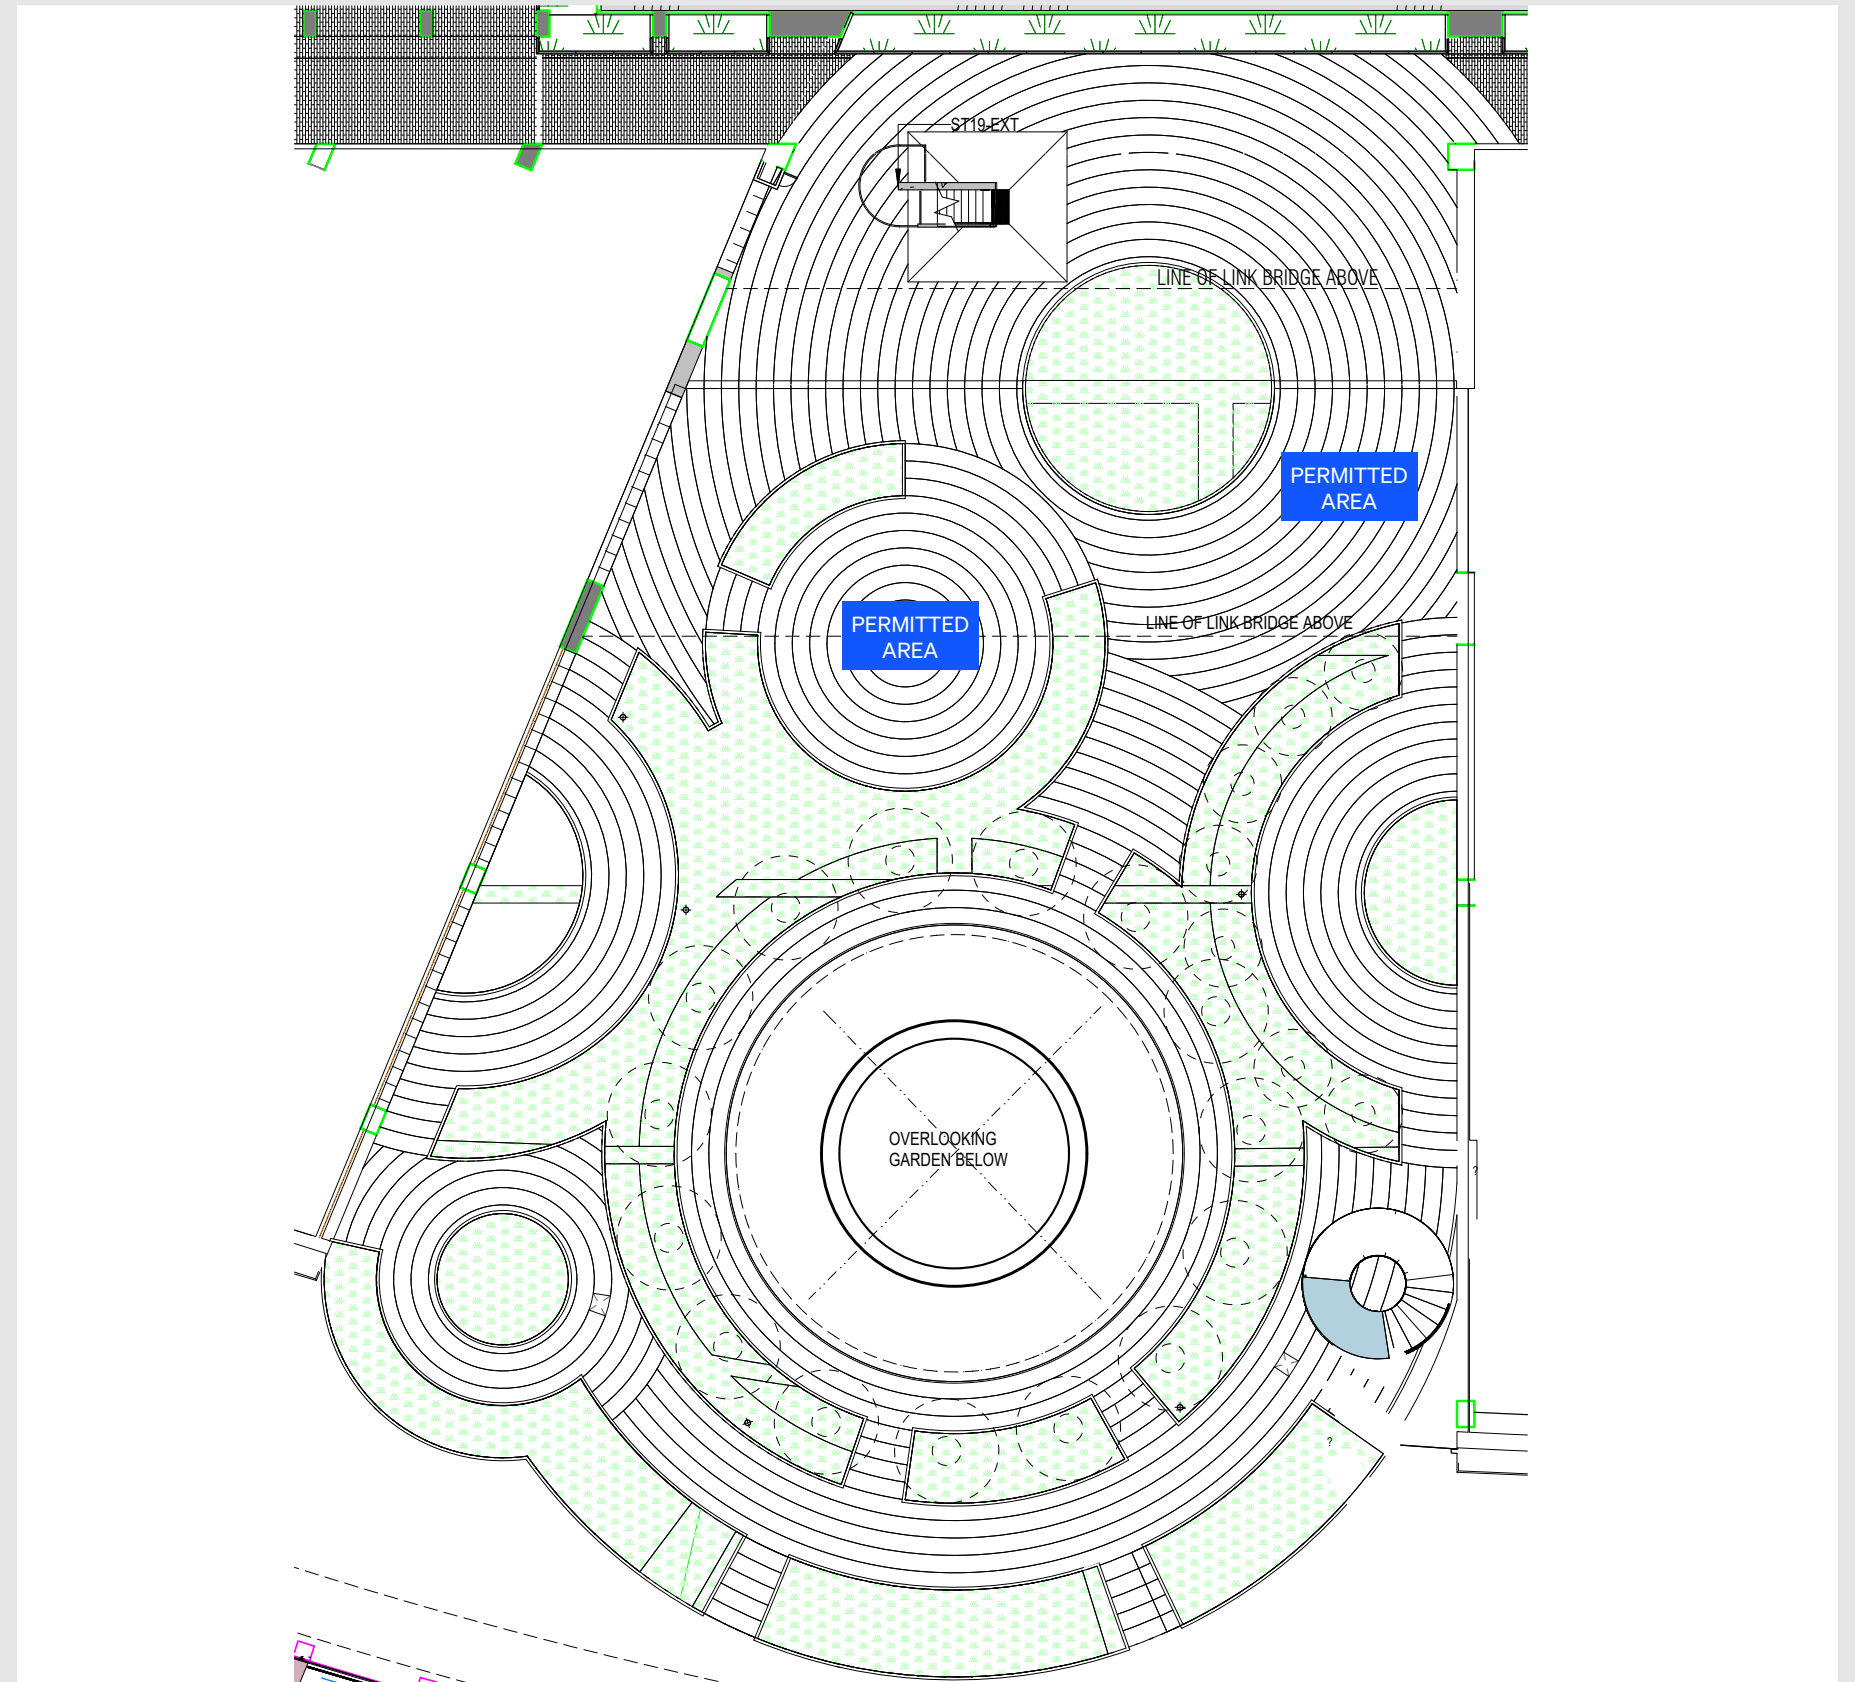 ST19-EXT
LINE OF LINK BRIDGE ABOVE
PERMITTED
AREA
PERMITTED
AREA
LINE OF LINK BRIDGE ABOVE
OVERLOOKING
GARDEN BELOW
?
?